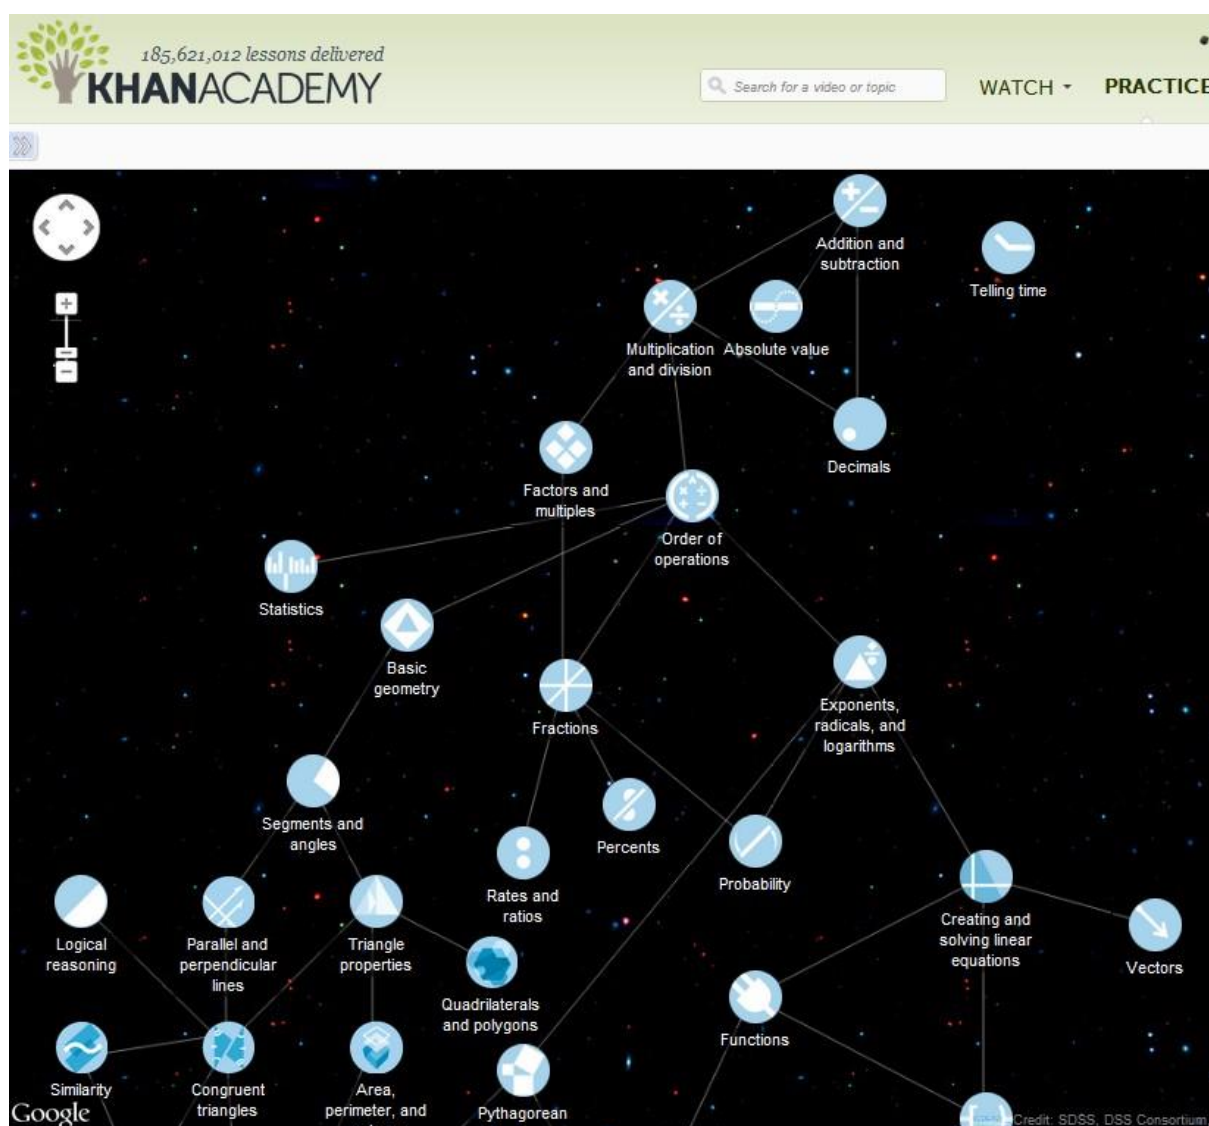 185,621,012 lessons delivered
KHANACADEMY
Search for a video or topic
WATCH
PRACTICE
Addition and
subtraction
Telling time
Multiplication
and division
Absolute value
Decimals
Factors and
multiples
Order of
operations
Statistics
Basic
geometry
Fractions
Exponents,
radicals, and
logarithms
Segments and
angles
Percents
Rates and
ratios
Probability
Logical
reasoning
Parallel and
perpendicular
lines
Triangle
properties
Creating and
solving linear
equations
Vectors
Quadrilaterals
and polygons
Functions
Similarity
Congruent
triangles
Area,
perimeter, and
Pythagorean
Google
Credit: SDSS, DSS Consortium